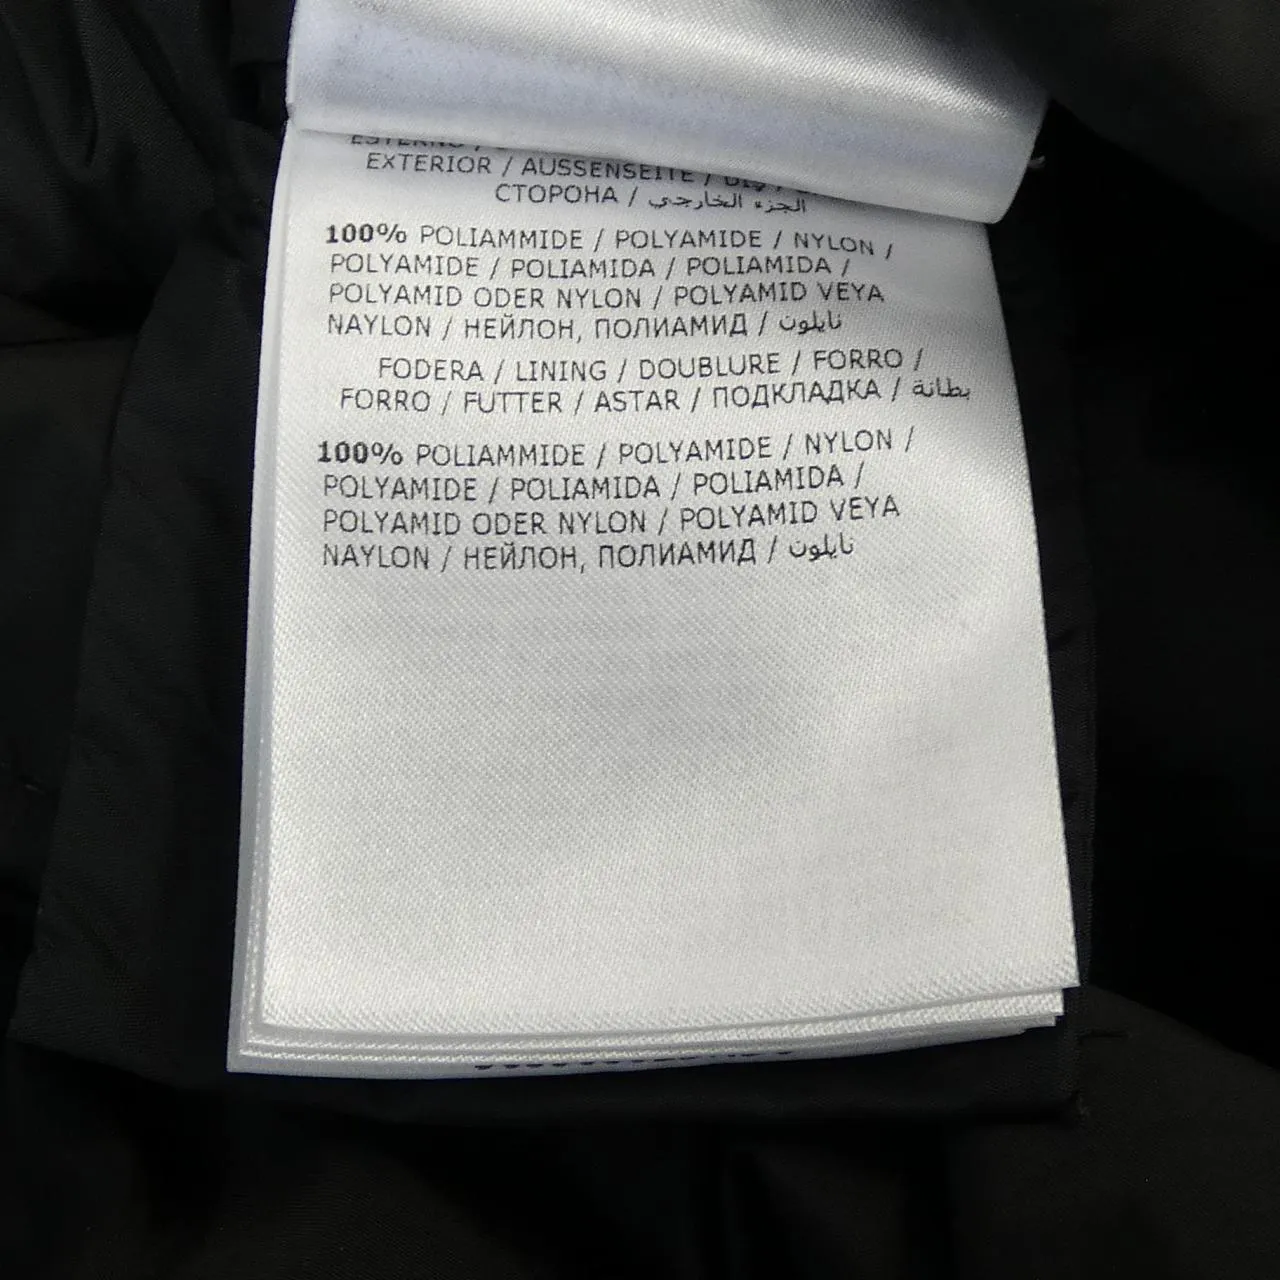 EXTERIOR / AUSSENSEITE /
СТОРОНА / الجزء الخارجي
100% POLIAMMIDE / POLYAMIDE / NYLON /
POLYAMIDE / POLIAMIDA / POLIAMIDA /
POLYAMID ODER NYLON / POLYAMID VEYA
NAYLON / НЕЙЛОН, ПОЛИАМИД / نايلون
FODERA / LINING / DOUBLURE / FORRO /
FORRO / FUTTER / ASTAR / ПОДКЛАДКА / بطانة
100% POLIAMMIDE / POLYAMIDE / NYLON /
POLYAMIDE / POLIAMIDA / POLIAMIDA /
POLYAMID ODER NYLON / POLYAMID VEYA
NAYLON / НЕЙЛОН, ПОЛИАМИД / نايلون